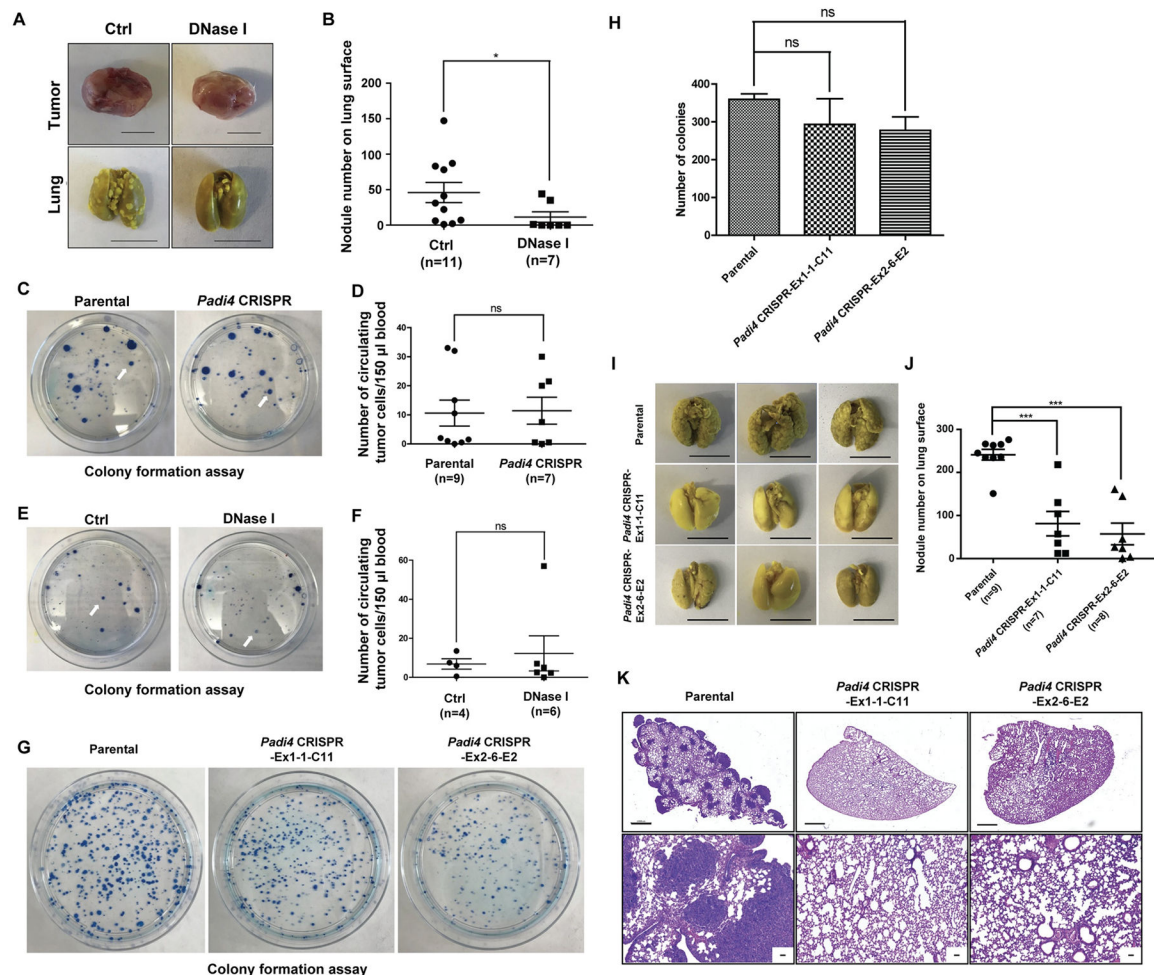 A
Ctrl
DNase I
Tumor
Lung
B
Nodule number on lung surface
200
150
100
50
0
*
Ctrl
(n=11)
DNase I
(n=7)
C
Parental
Padi4 CRISPR
Colony formation assay
D
Number of circulating
tumor cells/150 µl blood
40
30
20
10
0
ns
Parental
(n=9)
Padi4 CRISPR
(n=7)
E
Ctrl
DNase I
Colony formation assay
F
Number of circulating
tumor cells/150 µl blood
60
40
20
0
ns
Ctrl
(n=4)
DNase I
(n=6)
G
Parental
Padi4 CRISPR
-Ex1-1-C11
Padi4 CRISPR
-Ex2-6-E2
Colony formation assay
H
Number of colonies
400
300
200
100
0
ns
ns
Parental
Padi4 CRISPR-Ex1-1-C11
Padi4 CRISPR-Ex2-6-E2
I
Parental
Padi4 CRISPR-
Ex1-1-C11
Padi4 CRISPR-
Ex2-6-E2
J
Nodule number on lung surface
300
200
100
0
***
***
Parental
(n=9)
Padi4 CRISPR-Ex1-1-C11
(n=7)
Padi4 CRISPR-Ex2-6-E2
(n=8)
K
Parental
Padi4 CRISPR
-Ex1-1-C11
Padi4 CRISPR
-Ex2-6-E2